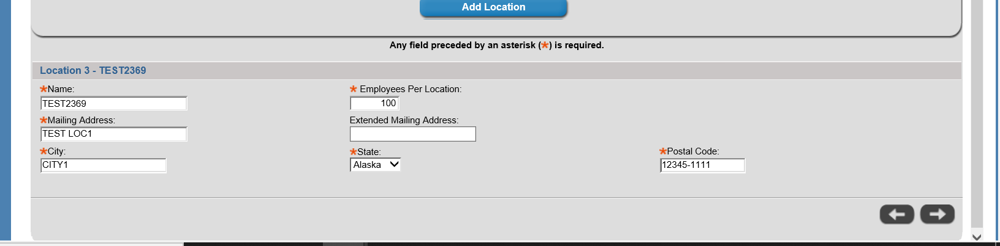 Add Location
Any field preceded by an asterisk (*) is required.
Location 3 - TEST2369
*Name:
* Employees Per Location:
TEST2369
100
*Mailing Address:
Extended Mailing Address:
TEST LOC1
*City:
*State:
*Postal Code:
CITY1
Alaska
12345-1111